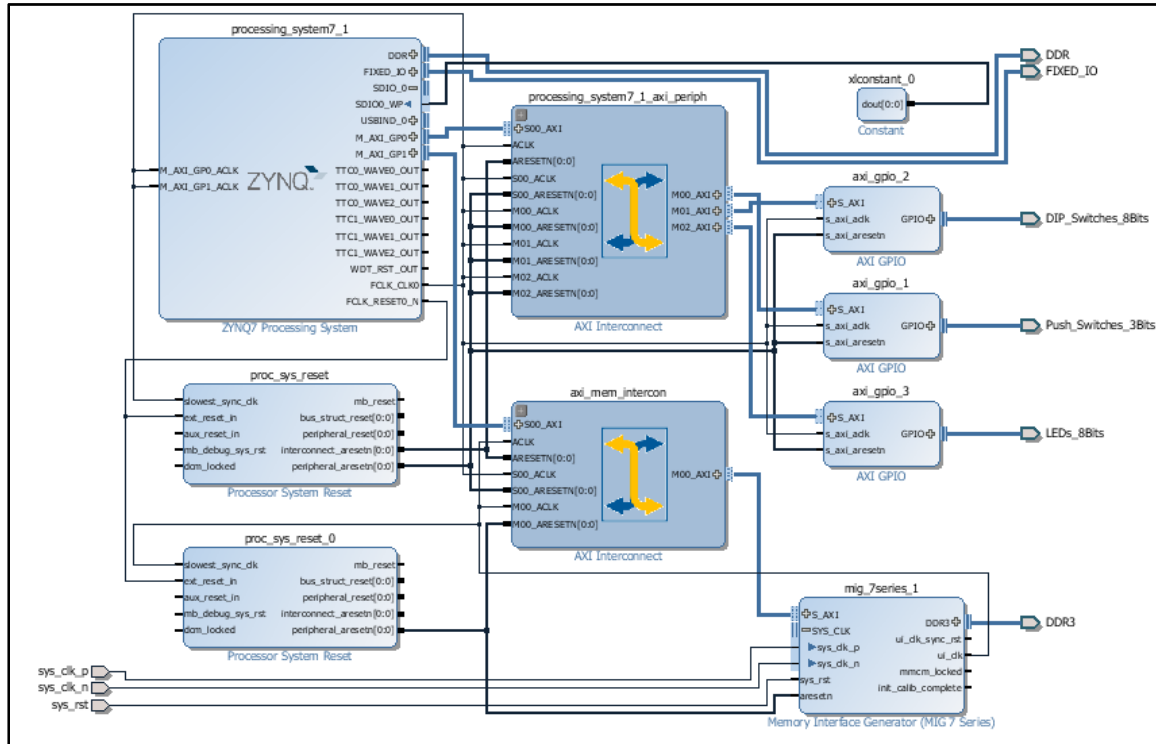 processing_system7_1
DDR
FIXED_IO
SDIO_0
SDIO0_WP
USBIND_0
M_AXI_GP0
M_AXI_GP1
M_AXI_GP0_ACLK
M_AXI_GP1_ACLK
ZYNQ
TTC0_WAVE0_OUT
TTC0_WAVE1_OUT
TTC0_WAVE2_OUT
TTC1_WAVE0_OUT
TTC1_WAVE1_OUT
TTC1_WAVE2_OUT
WDT_RST_OUT
FCLK_CLK0
FCLK_RESET0_N
ZYNQ7 Processing System
processing_system7_1_axi_periph
S00_AXI
ACLK
ARESETN[0:0]
S00_ACLK
S00_ARESETN[0:0]
M00_ACLK
M00_ARESETN[0:0]
M01_ACLK
M01_ARESETN[0:0]
M02_ACLK
M02_ARESETN[0:0]
M00_AXI
M01_AXI
M02_AXI
AXI Interconnect
xlconstant_0
dout[0:0]
Constant
DDR
FIXED_IO
axi_gpio_2
S_AXI
s_axi_aclk
s_axi_aresetn
GPIO
AXI GPIO
DIP_Switches_8Bits
axi_gpio_1
S_AXI
s_axi_aclk
s_axi_aresetn
GPIO
AXI GPIO
Push_Switches_3Bits
axi_gpio_3
S_AXI
s_axi_aclk
s_axi_aresetn
GPIO
AXI GPIO
LEDs_8Bits
proc_sys_reset
slowest_sync_clk
ext_reset_in
aux_reset_in
mb_debug_sys_rst
dcm_locked
mb_reset
bus_struct_reset[0:0]
peripheral_reset[0:0]
interconnect_aresetn[0:0]
peripheral_aresetn[0:0]
Processor System Reset
axi_mem_intercon
S00_AXI
ACLK
ARESETN[0:0]
S00_ACLK
S00_ARESETN[0:0]
M00_ACLK
M00_ARESETN[0:0]
M00_AXI
AXI Interconnect
proc_sys_reset_0
slowest_sync_clk
ext_reset_in
aux_reset_in
mb_debug_sys_rst
dcm_locked
mb_reset
bus_struct_reset[0:0]
peripheral_reset[0:0]
interconnect_aresetn[0:0]
peripheral_aresetn[0:0]
Processor System Reset
mig_7series_1
S_AXI
SYS_CLK
sys_clk_p
sys_clk_n
sys_rst
aresetn
DDR3
ui_clk_sync_rst
ui_clk
mmcm_locked
init_calib_complete
Memory Interface Generator (MIG 7 Series)
DDR3
sys_clk_p
sys_clk_n
sys_rst